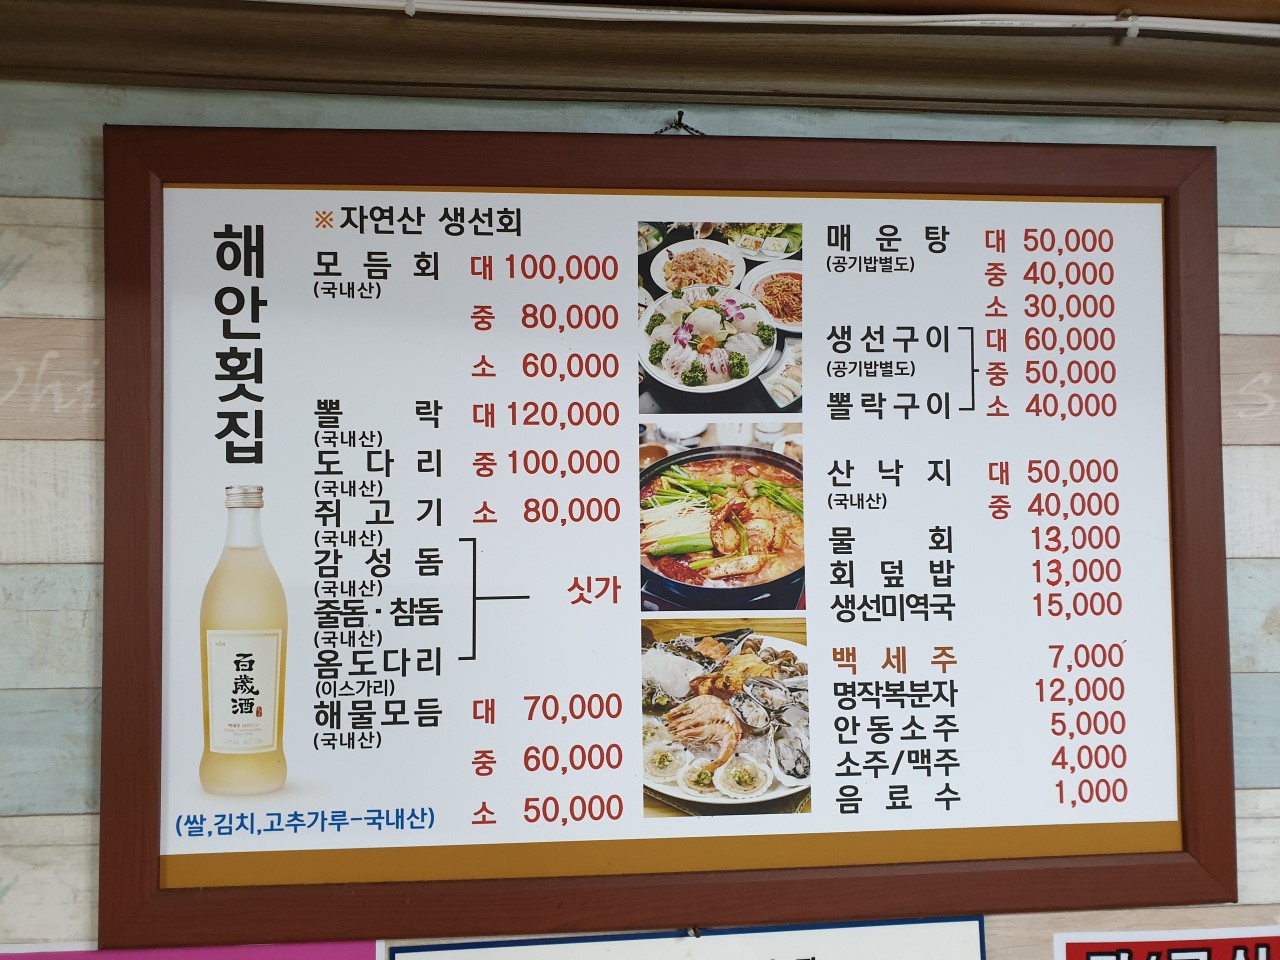 해안횟집
※자연산 생선회
모듬회 대 100,000
(국내산)
중 80,000
소 60,000
뽈락 대 120,000
(국내산)
도다리 중 100,000
(국내산)
쥐고기 소 80,000
(국내산)
감성돔
(국내산)
줄돔·참돔 싯가
(국내산)
옴도다리
(이스가리)
해물모듬 대 70,000
(국내산)
중 60,000
소 50,000
百歲酒
(쌀,김치,고추가루-국내산)
매운탕 대 50,000
(공기밥별도)
중 40,000
소 30,000
생선구이 대 60,000
(공기밥별도) 중 50,000
뽈락구이 소 40,000
산낙지 대 50,000
(국내산) 중 40,000
물회 13,000
회덮밥 13,000
생선미역국 15,000
백세주 7,000
명작복분자 12,000
안동소주 5,000
소주/맥주 4,000
음료수 1,000